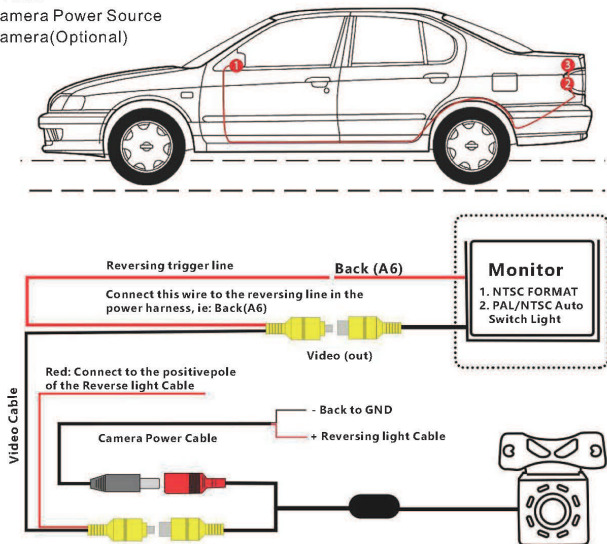 amera Power Source
amera(Optional)
1
3
2
Reversing trigger line
Back (A6)
Connect this wire to the reversing line in the
power harness, ie: Back(A6)
Monitor
1. NTSC FORMAT
2. PAL/NTSC Auto
Switch Light
Video (out)
Red: Connect to the positivepole
of the Reverse light Cable
Video Cable
- Back to GND
+ Reversing light Cable
Camera Power Cable